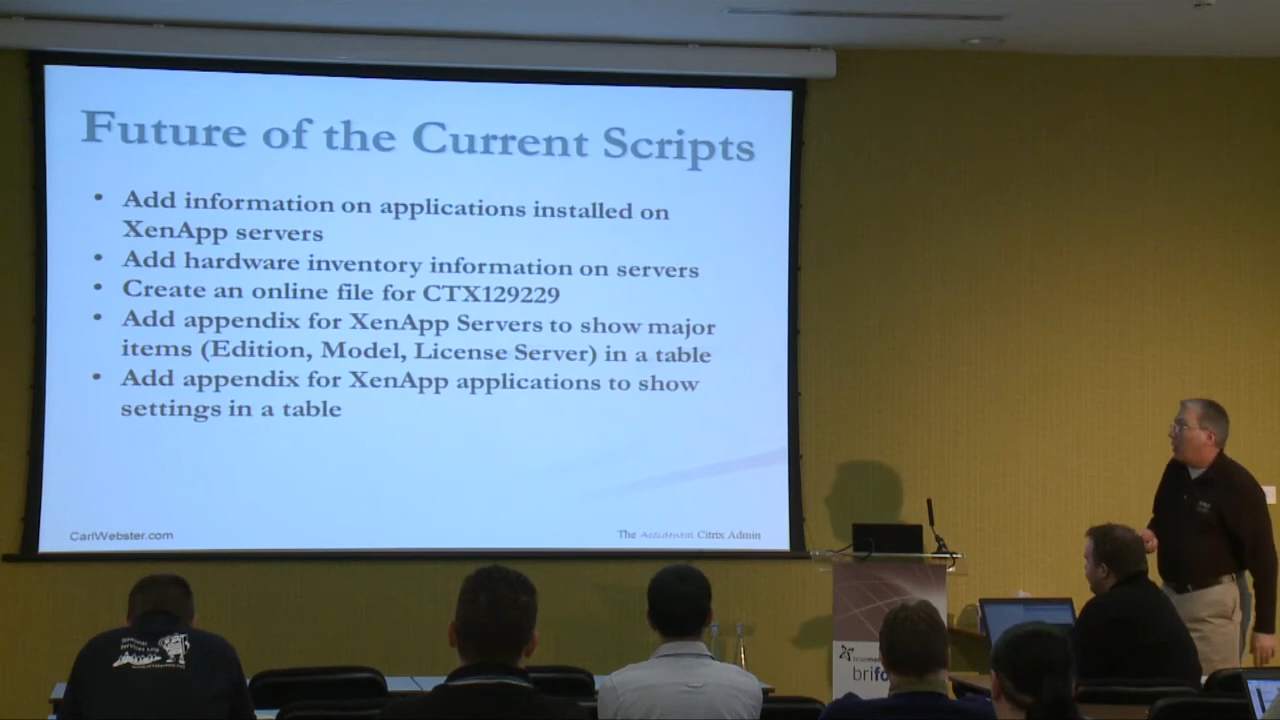 Future of the Current Scripts
• Add information on applications installed on
XenApp servers
• Add hardware inventory information on servers
• Create an online file for CTX129229
• Add appendix for XenApp Servers to show major
items (Edition, Model, License Server) in a table
• Add appendix for XenApp applications to show
settings in a table
CarlWebster.com
The Accidental Citrix Admin
brifo